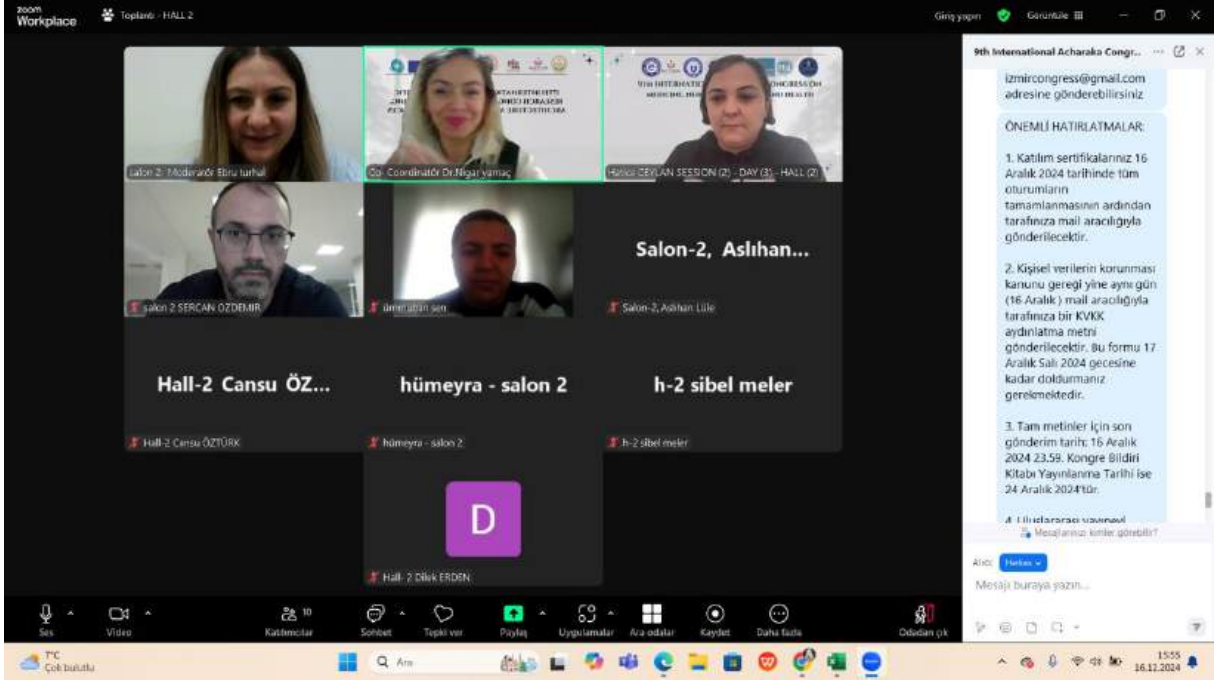 zoom
Workplace
Toplantı - HALL 2
Giriş yapın
Görüntüle
9th International Acharaka Congr...
salon 2- Moderatör Ebru turhal
Co- Coordinatör Dr.Nigar yamaç
Hatice CEYLAN SESSION (2) - DAY (3) - HALL (2)
salon 2 SERCAN ÖZDEMİR
ümmühan şen
Salon-2, Aslıhan...
Salon-2, Aslıhan Lüle
Hall-2 Cansu ÖZ...
Hall-2 Cansu ÖZTÜRK
hümeyra - salon 2
hümeyra - salon 2
h-2 sibel meler
h-2 sibel meler
D
Hall- 2 Dilek ERDEN
izmircongress@gmail.com
adresine gönderebilirsiniz
ÖNEMLİ HATIRLATMALAR:
1. Katılım sertifikalarınız 16
Aralık 2024 tarihinde tüm
oturumların
tamamlanmasının ardından
tarafınıza mail aracılığıyla
gönderilecektir.
2. Kişisel verilerin korunması
kanunu gereği yine aynı gün
(16 Aralık ) mail aracılığıyla
tarafınıza bir KVKK
aydınlatma metni
gönderilecektir. Bu formu 17
Aralık Salı 2024 gecesine
kadar doldurmanız
gerekmektedir.
3. Tam metinler için son
gönderim tarih: 16 Aralık
2024 23.59. Kongre Bildiri
Kitabı Yayınlanma Tarihi ise
24 Aralık 2024'tür.
4. Uluslararası yayınevi
Mesajlarınızı kimler görebilir?
Alıcı: Herkes
Mesajı buraya yazın...
Ses
Video
10
Katılımcılar
Sohbet
Tepki ver
Paylaş
Uygulamalar
Ara odalar
Kaydet
Daha fazla
Odadan çık
7°C
Çok bulutlu
Ara
15:55
16.12.2024